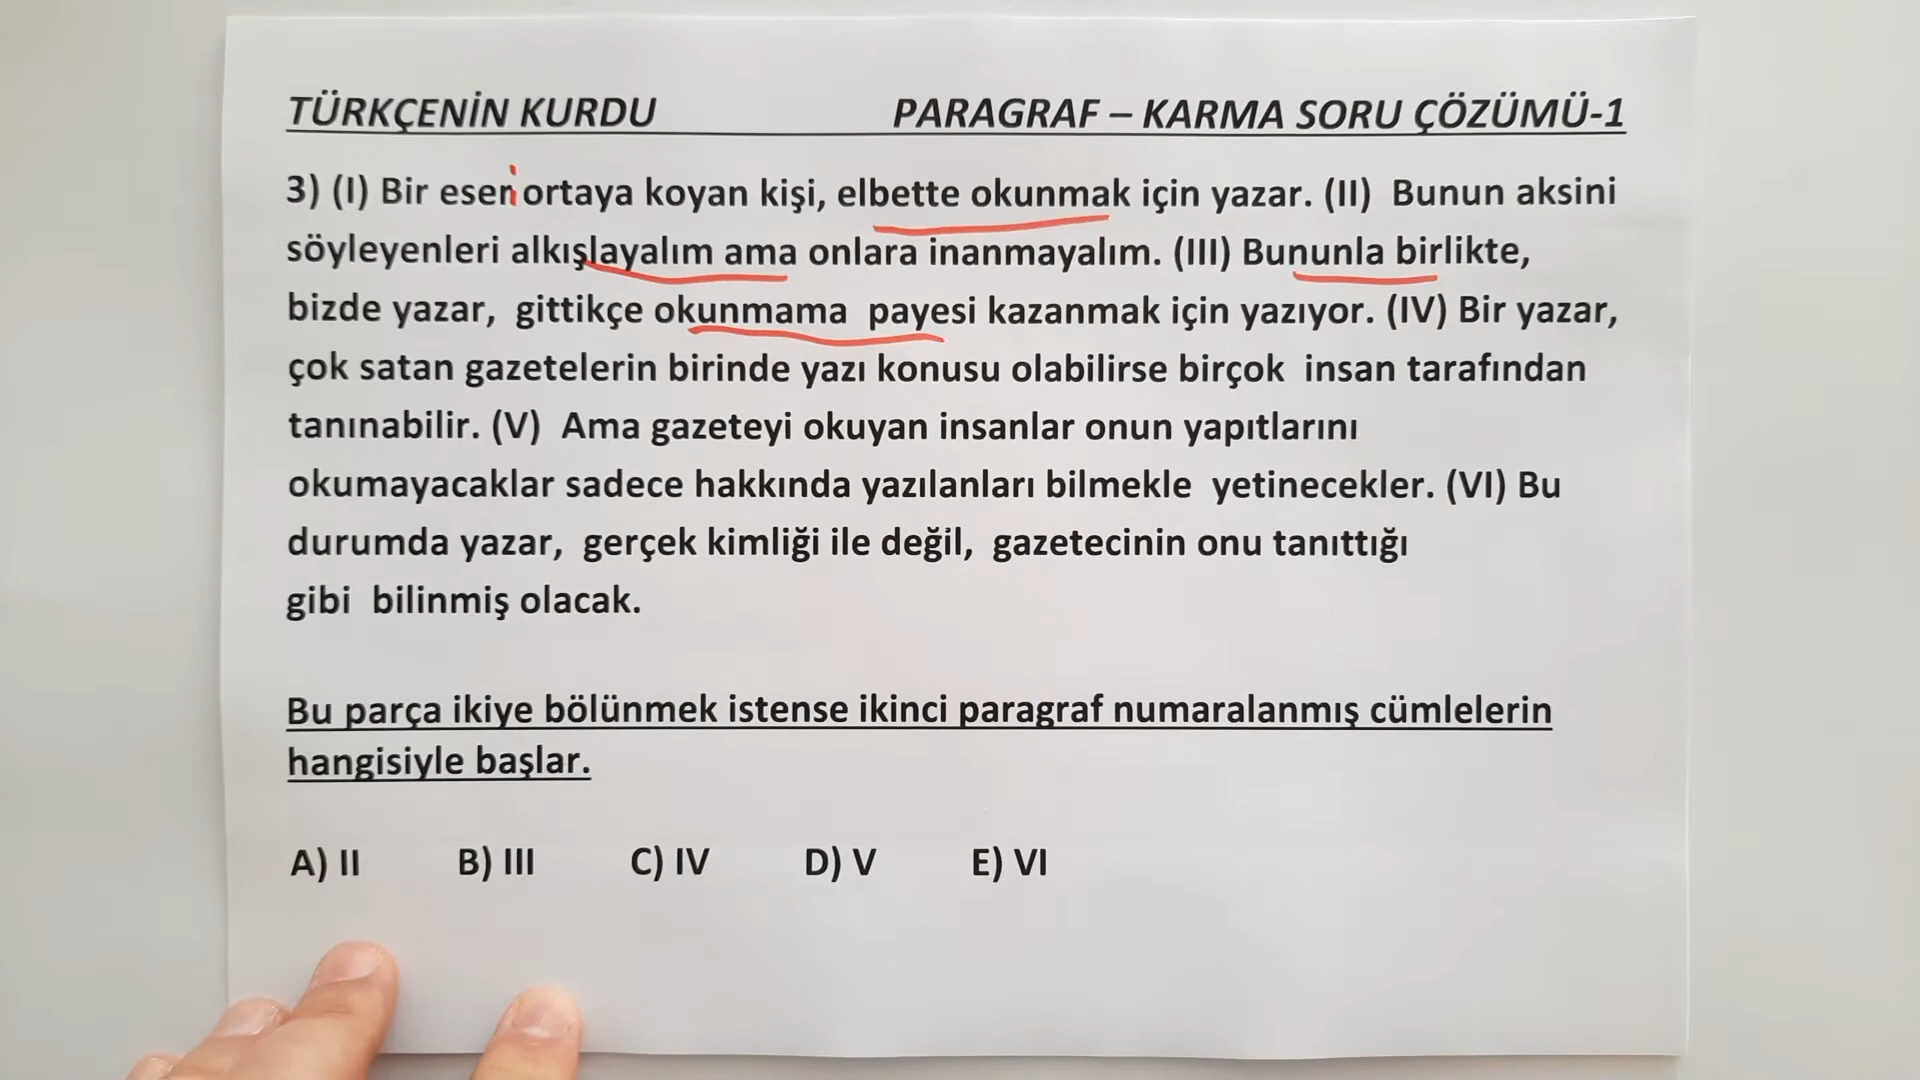 TÜRKÇENİN KURDU PARAGRAF – KARMA SORU ÇÖZÜMÜ-1
3) (I) Bir eseri ortaya koyan kişi, elbette okunmak için yazar. (II) Bunun aksini
söyleyenleri alkışlayalım ama onlara inanmayalım. (III) Bununla birlikte,
bizde yazar, gittikçe okunmama payesi kazanmak için yazıyor. (IV) Bir yazar,
çok satan gazetelerin birinde yazı konusu olabilirse birçok insan tarafından
tanınabilir. (V) Ama gazeteyi okuyan insanlar onun yapıtlarını
okumayacaklar sadece hakkında yazılanları bilmekle yetinecekler. (VI) Bu
durumda yazar, gerçek kimliği ile değil, gazetecinin onu tanıttığı
gibi bilinmiş olacak.
Bu parça ikiye bölünmek istense ikinci paragraf numaralanmış cümlelerin
hangisiyle başlar.
A) II B) III C) IV D) V E) VI